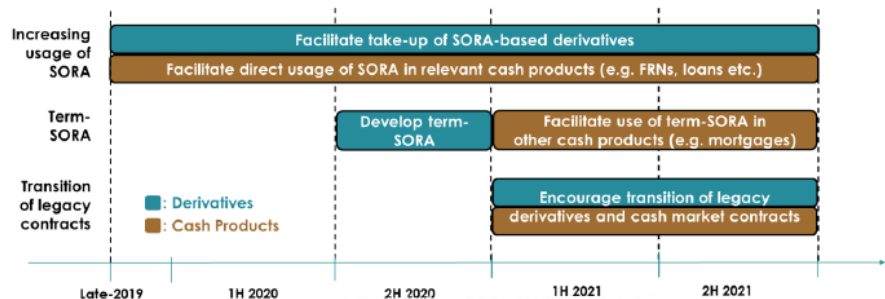 Increasing
usage of
SORA
Facilitate take-up of SORA-based derivatives
Facilitate direct usage of SORA in relevant cash products (e.g. FRNs, loans etc.)
Term-
SORA
Develop term-
SORA
Facilitate use of term-SORA in
other cash products (e.g. mortgages)
Transition
of legacy
contracts
: Derivatives
: Cash Products
Encourage transition of legacy
derivatives and cash market contracts
Late-2019
1H 2020
2H 2020
1H 2021
2H 2021